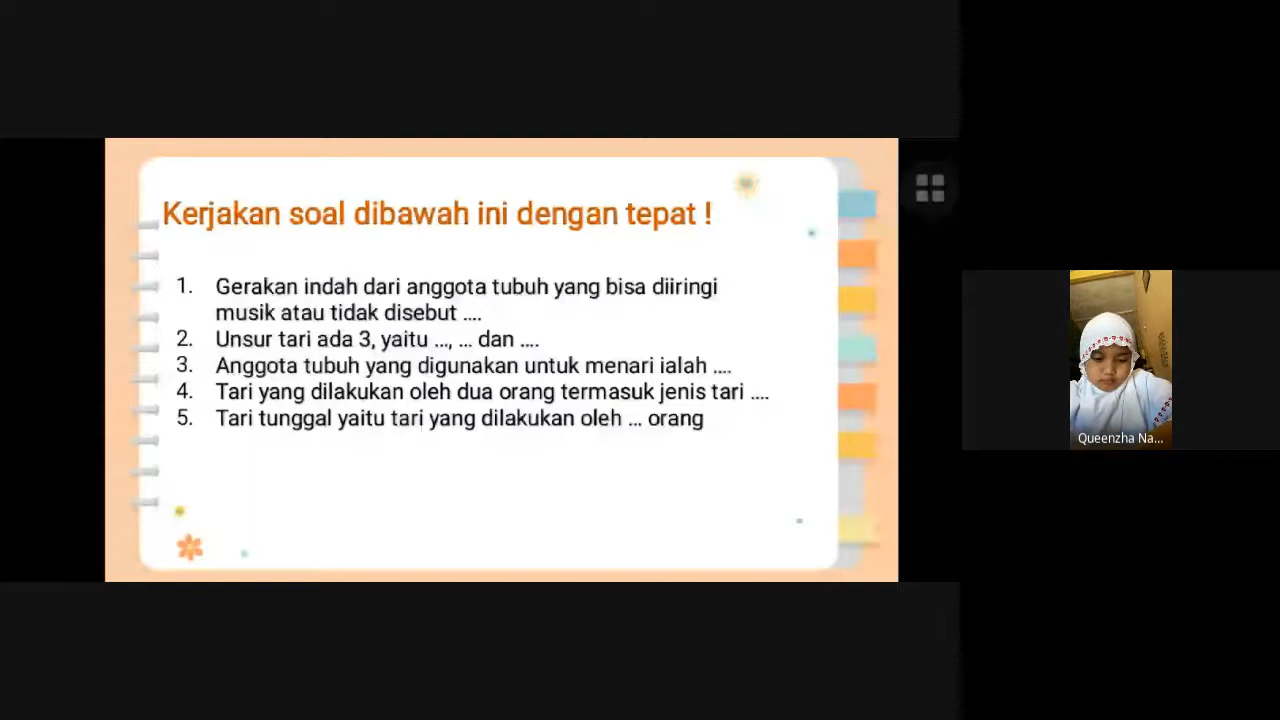 Kerjakan soal dibawah ini dengan tepat !
1. Gerakan indah dari anggota tubuh yang bisa diiringi
musik atau tidak disebut ....
2. Unsur tari ada 3, yaitu ..., ... dan ....
3. Anggota tubuh yang digunakan untuk menari ialah ....
4. Tari yang dilakukan oleh dua orang termasuk jenis tari ....
5. Tari tunggal yaitu tari yang dilakukan oleh ... orang
Queenzha Na...